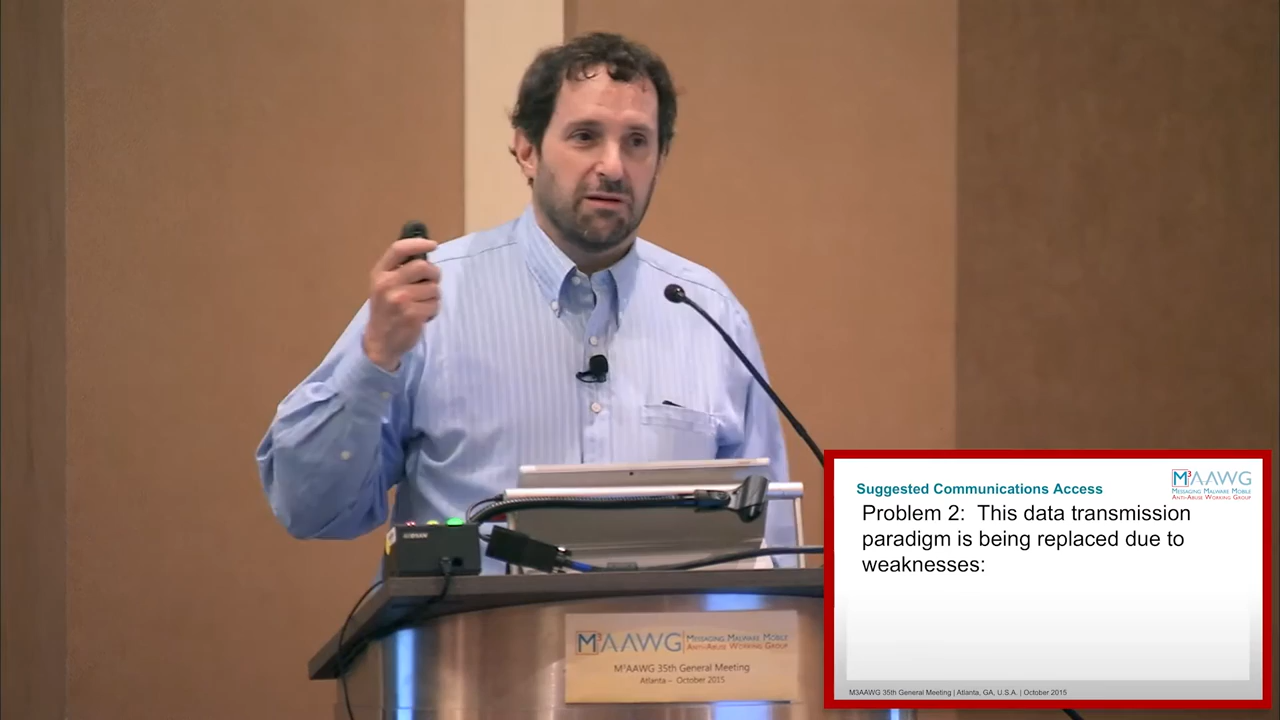 Suggested Communications Access
M3AAWG
Messaging Malware Mobile
Anti-Abuse Working Group
Problem 2: This data transmission
paradigm is being replaced due to
weaknesses:
M3AAWG 35th General Meeting | Atlanta, GA, U.S.A. | October 2015
M3AAWG
Messaging Malware Mobile
Anti-Abuse Working Group
M³AAWG 35th General Meeting
Atlanta – October 2015